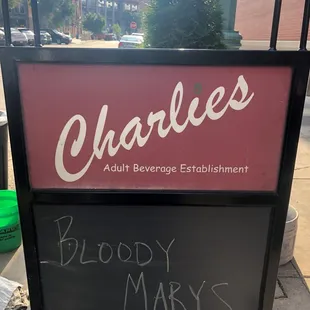 Charlies
Adult Beverage Establishment
BLOODY
MARYS